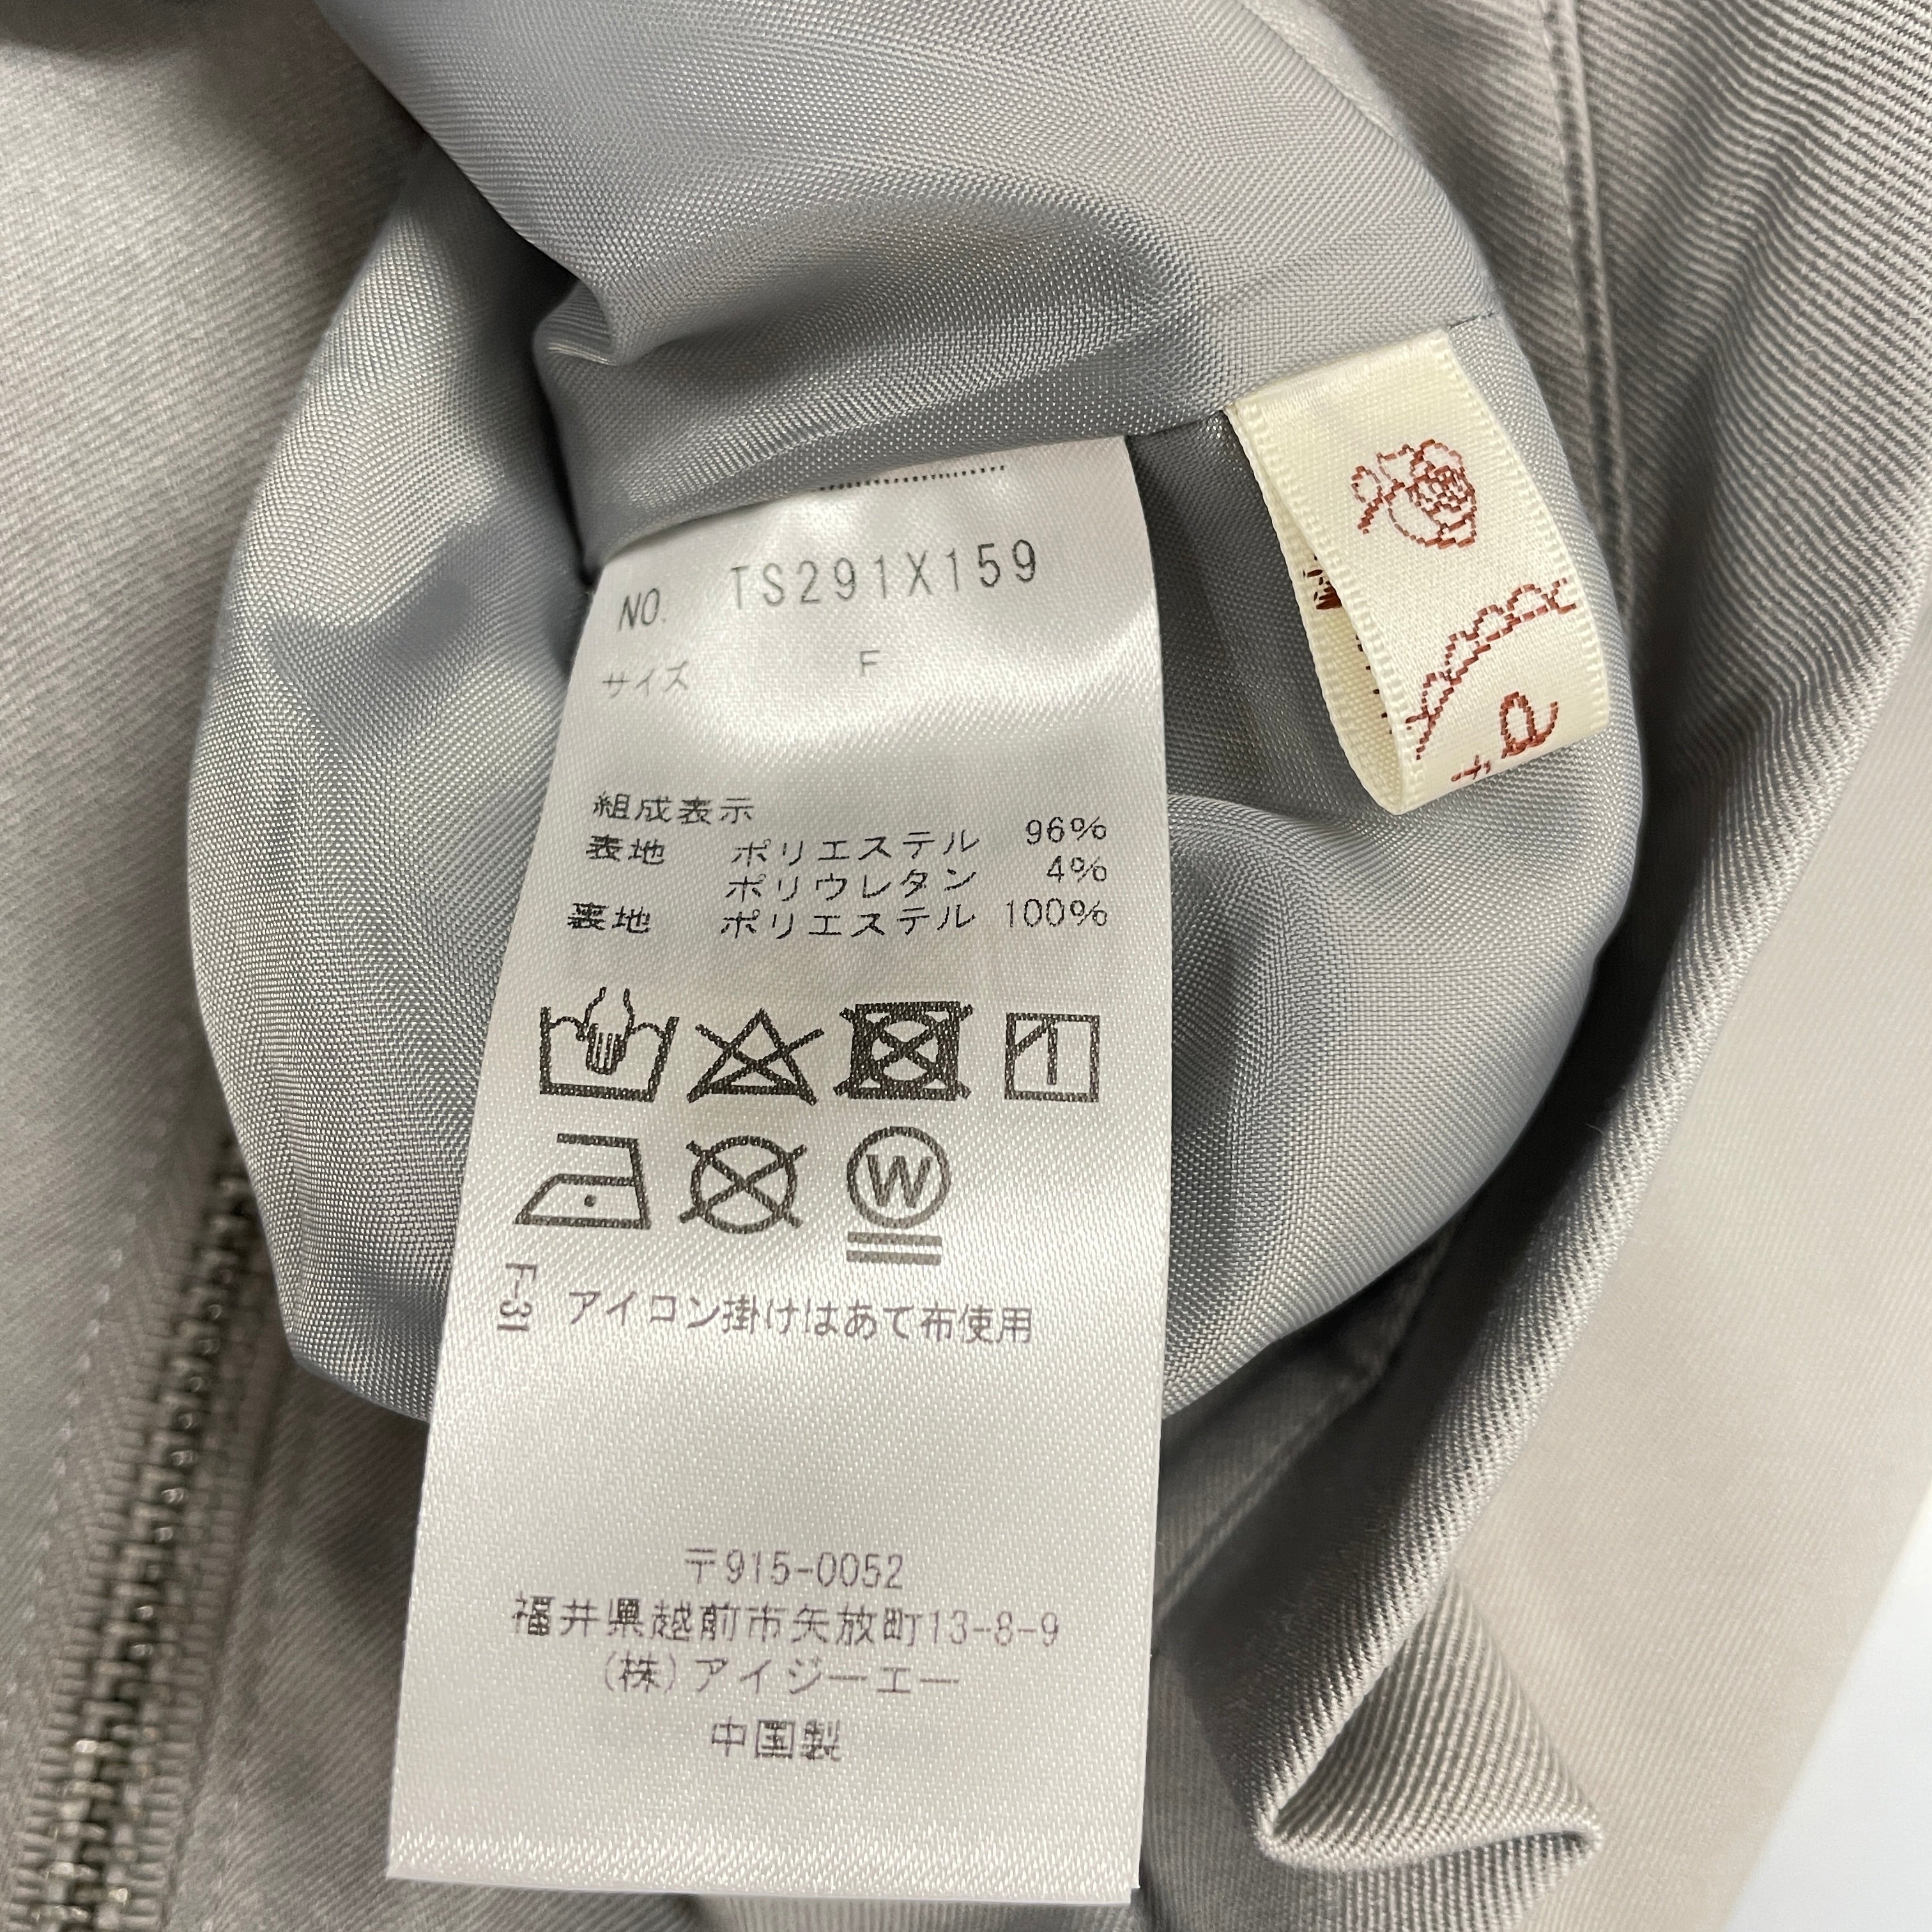 NO. TS291X159
サイズ F
組成表示
表地 ポリエステル 96%
ポリウレタン 4%
裏地 ポリエステル 100%
W
F-31 アイロン掛けはあて布使用
〒915-0052
福井県越前市矢放町13-8-9
(株)アイジーエー
中国製